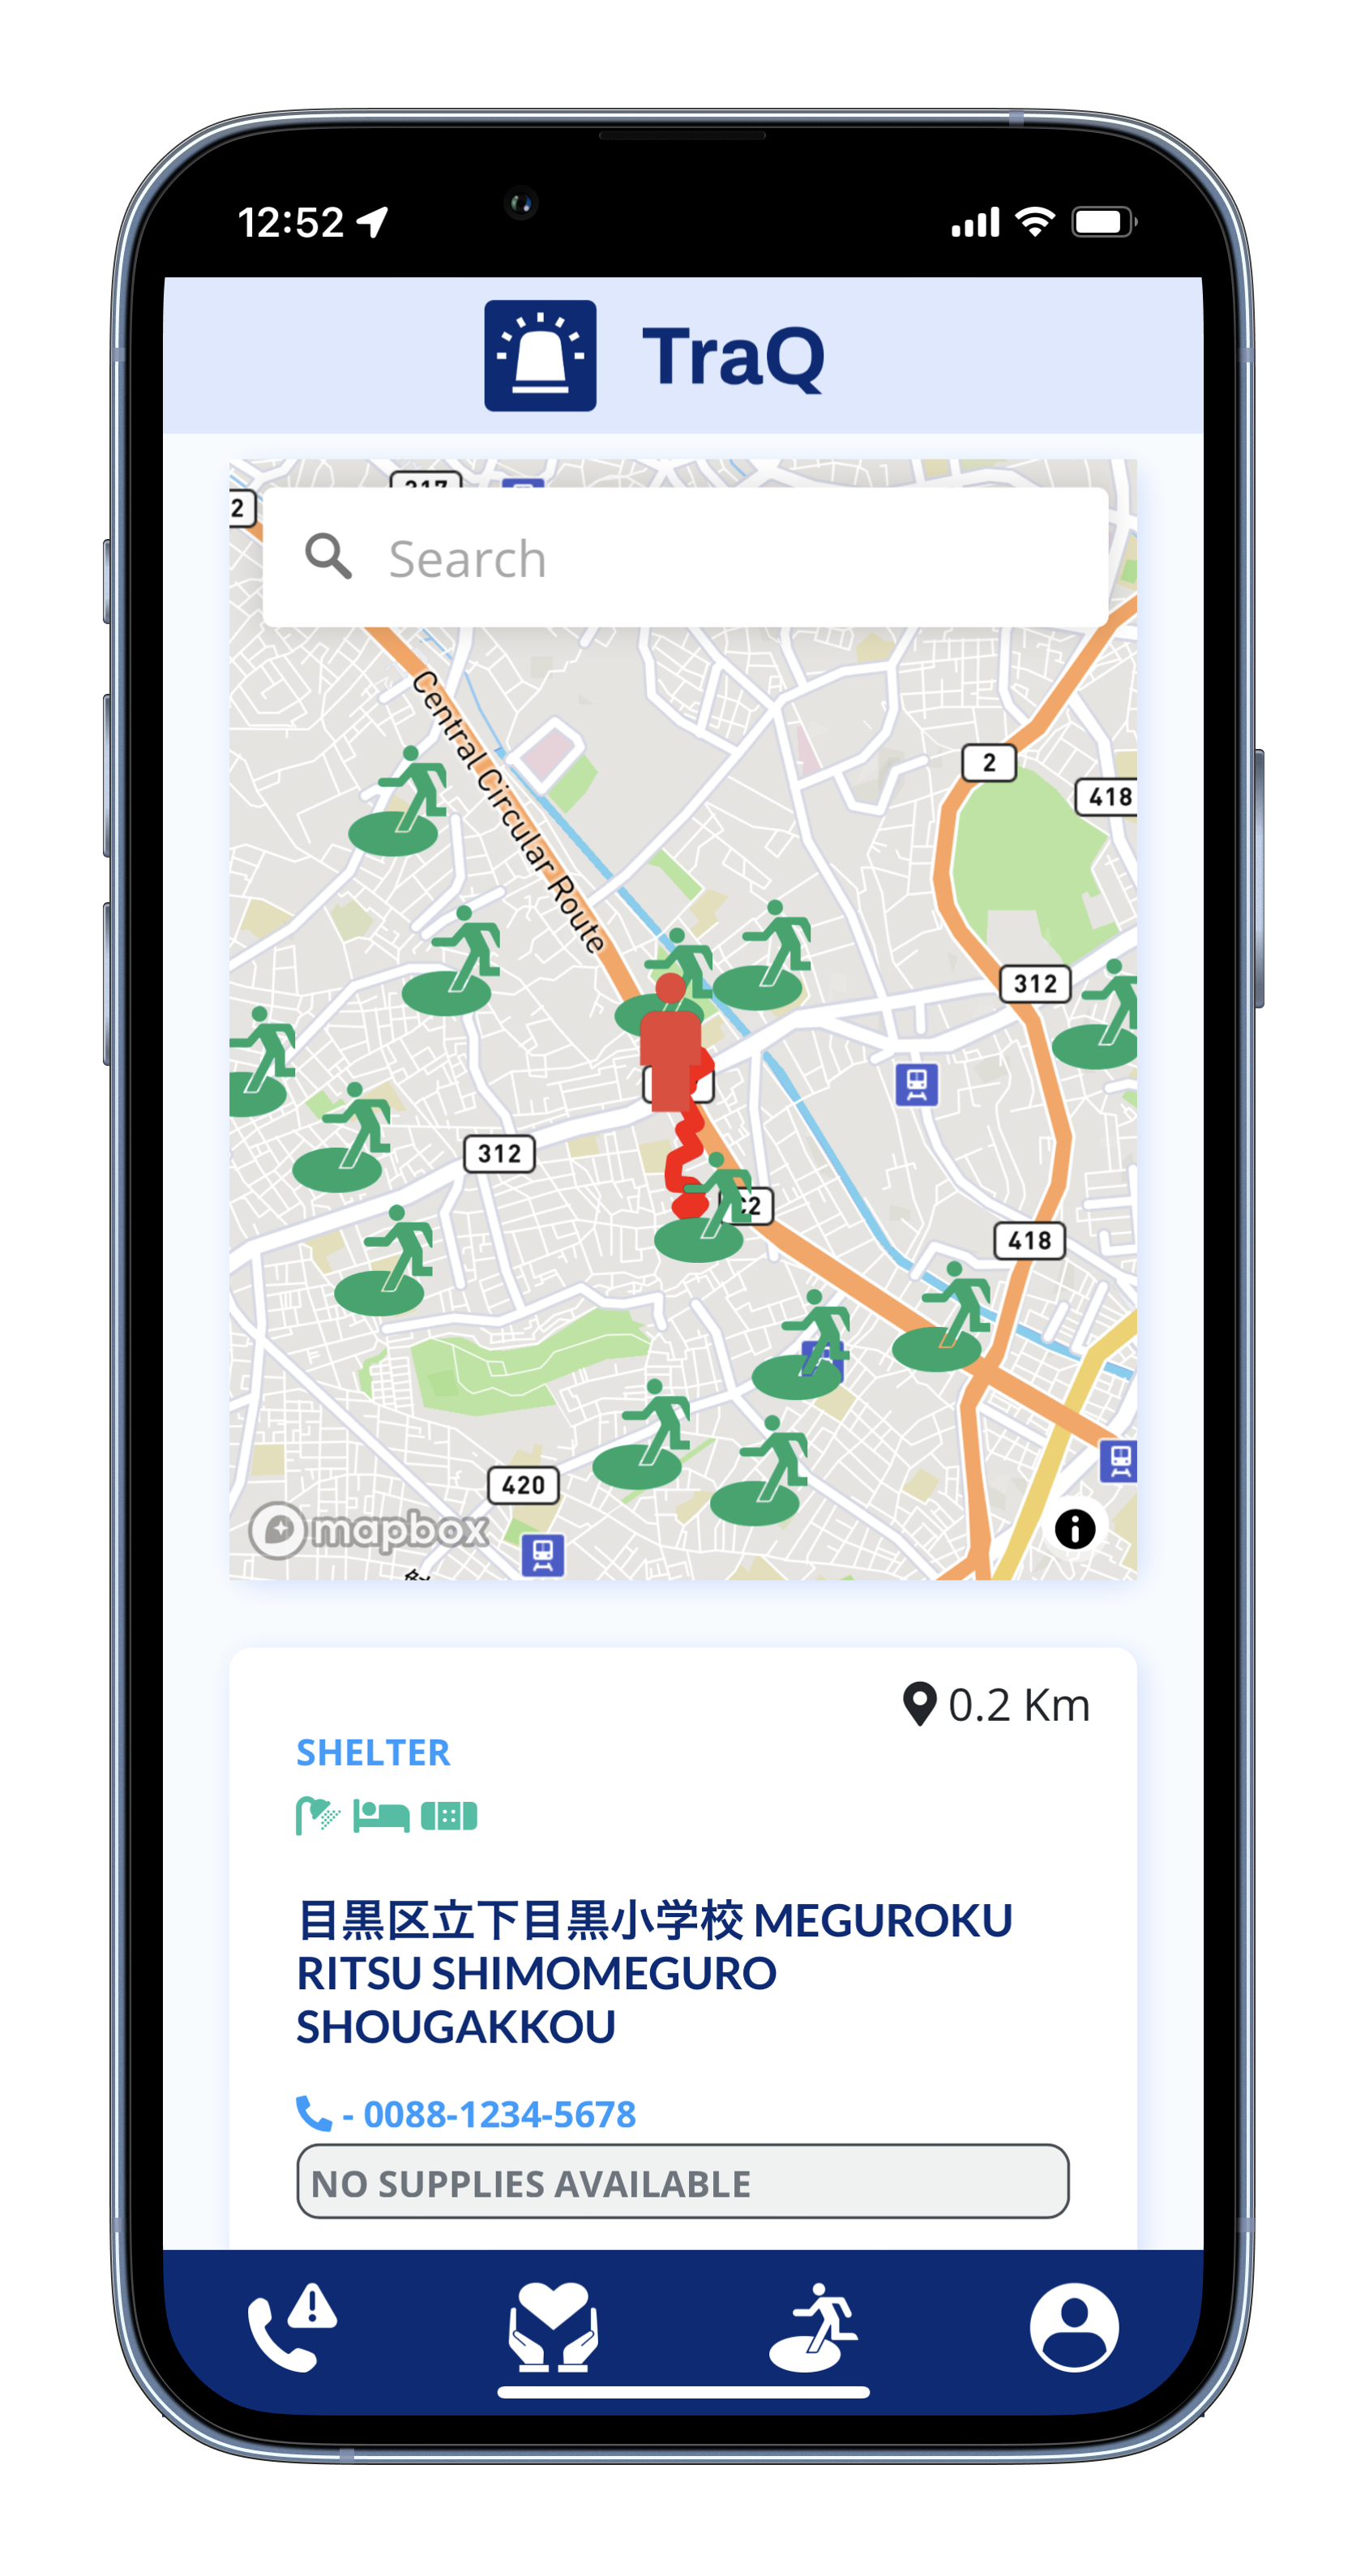 12:52
TraQ
2
317
Search
Central Circular Route
2
418
312
312
418
420
mapbox
0.2 Km
SHELTER
目黒区立下目黒小学校 MEGUROKU
RITSU SHIMOMEGURO
SHOUGAKKOU
- 0088-1234-5678
NO SUPPLIES AVAILABLE